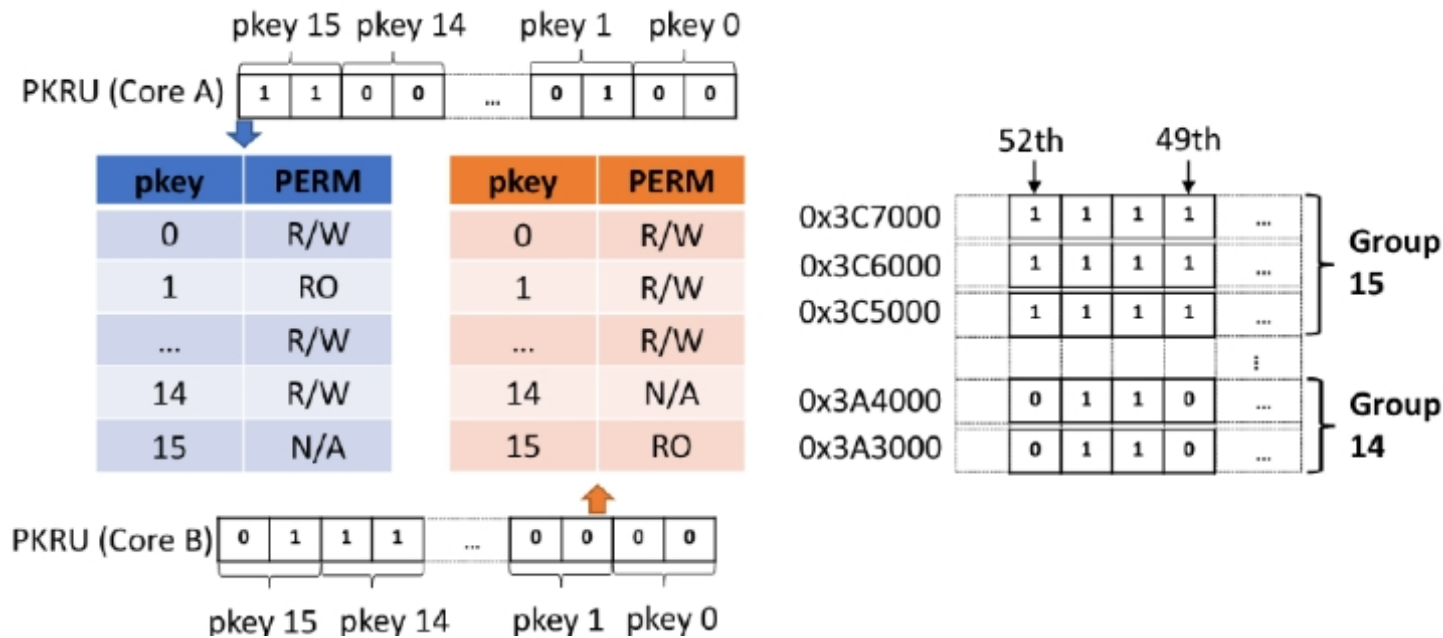 pkey 15 pkey 14 pkey 1 pkey 0
PKRU (Core A) 1 1 0 0 ... 0 1 0 0
pkey PERM
0 R/W
1 RO
... R/W
14 R/W
15 N/A
pkey PERM
0 R/W
1 R/W
... R/W
14 N/A
15 RO
PKRU (Core B) 0 1 1 1 ... 0 0 0 0
pkey 15 pkey 14 pkey 1 pkey 0
52th 49th
0x3C7000 1 1 1 1 ...
0x3C6000 1 1 1 1 ...
0x3C5000 1 1 1 1 ...
Group
15
⋮
0x3A4000 0 1 1 0 ...
0x3A3000 0 1 1 0 ...
Group
14